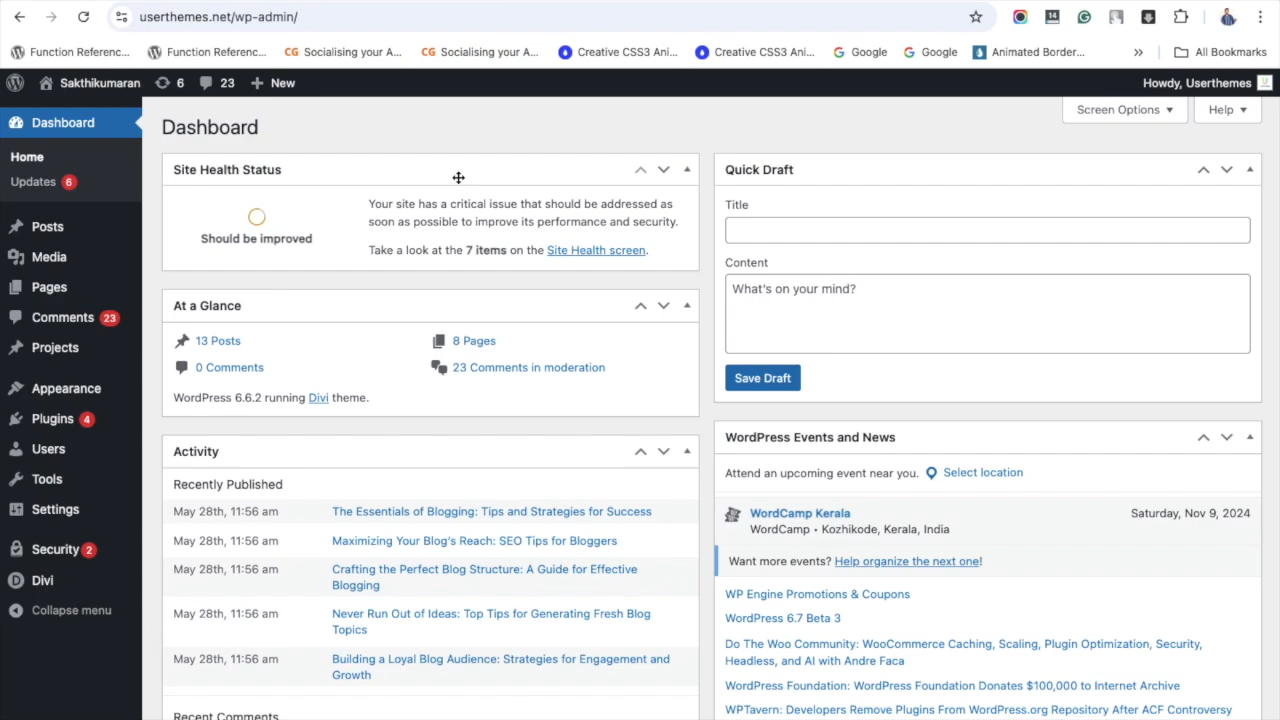 userthemes.net/wp-admin/
14
Function Referenc...
Function Referenc...
CG Socialising your A...
CG Socialising your A...
Creative CSS3 Ani...
Creative CSS3 Ani...
Google
Google
Animated Border...
»
All Bookmarks
Sakthikumaran
6
23
New
Howdy, Userthemes
Dashboard
Home
Updates 6
Posts
Media
Pages
Comments 23
Projects
Appearance
Plugins 4
Users
Tools
Settings
Security 2
Divi
Collapse menu
Screen Options
Help
Dashboard
Site Health Status
Should be improved
Your site has a critical issue that should be addressed as
soon as possible to improve its performance and security.
Take a look at the 7 items on the Site Health screen.
At a Glance
13 Posts
8 Pages
0 Comments
23 Comments in moderation
WordPress 6.6.2 running Divi theme.
Activity
Recently Published
May 28th, 11:56 am The Essentials of Blogging: Tips and Strategies for Success
May 28th, 11:56 am Maximizing Your Blog's Reach: SEO Tips for Bloggers
May 28th, 11:56 am Crafting the Perfect Blog Structure: A Guide for Effective
Blogging
May 28th, 11:56 am Never Run Out of Ideas: Top Tips for Generating Fresh Blog
Topics
May 28th, 11:56 am Building a Loyal Blog Audience: Strategies for Engagement and
Growth
Recent Comments
Quick Draft
Title
Content
What's on your mind?
Save Draft
WordPress Events and News
Attend an upcoming event near you. Select location
WordCamp Kerala
Saturday, Nov 9, 2024
WordCamp • Kozhikode, Kerala, India
Want more events? Help organize the next one!
WP Engine Promotions & Coupons
WordPress 6.7 Beta 3
Do The Woo Community: WooCommerce Caching, Scaling, Plugin Optimization, Security,
Headless, and AI with Andre Faca
WordPress Foundation: WordPress Foundation Donates $100,000 to Internet Archive
WPTavern: Developers Remove Plugins From WordPress.org Repository After ACF Controversy